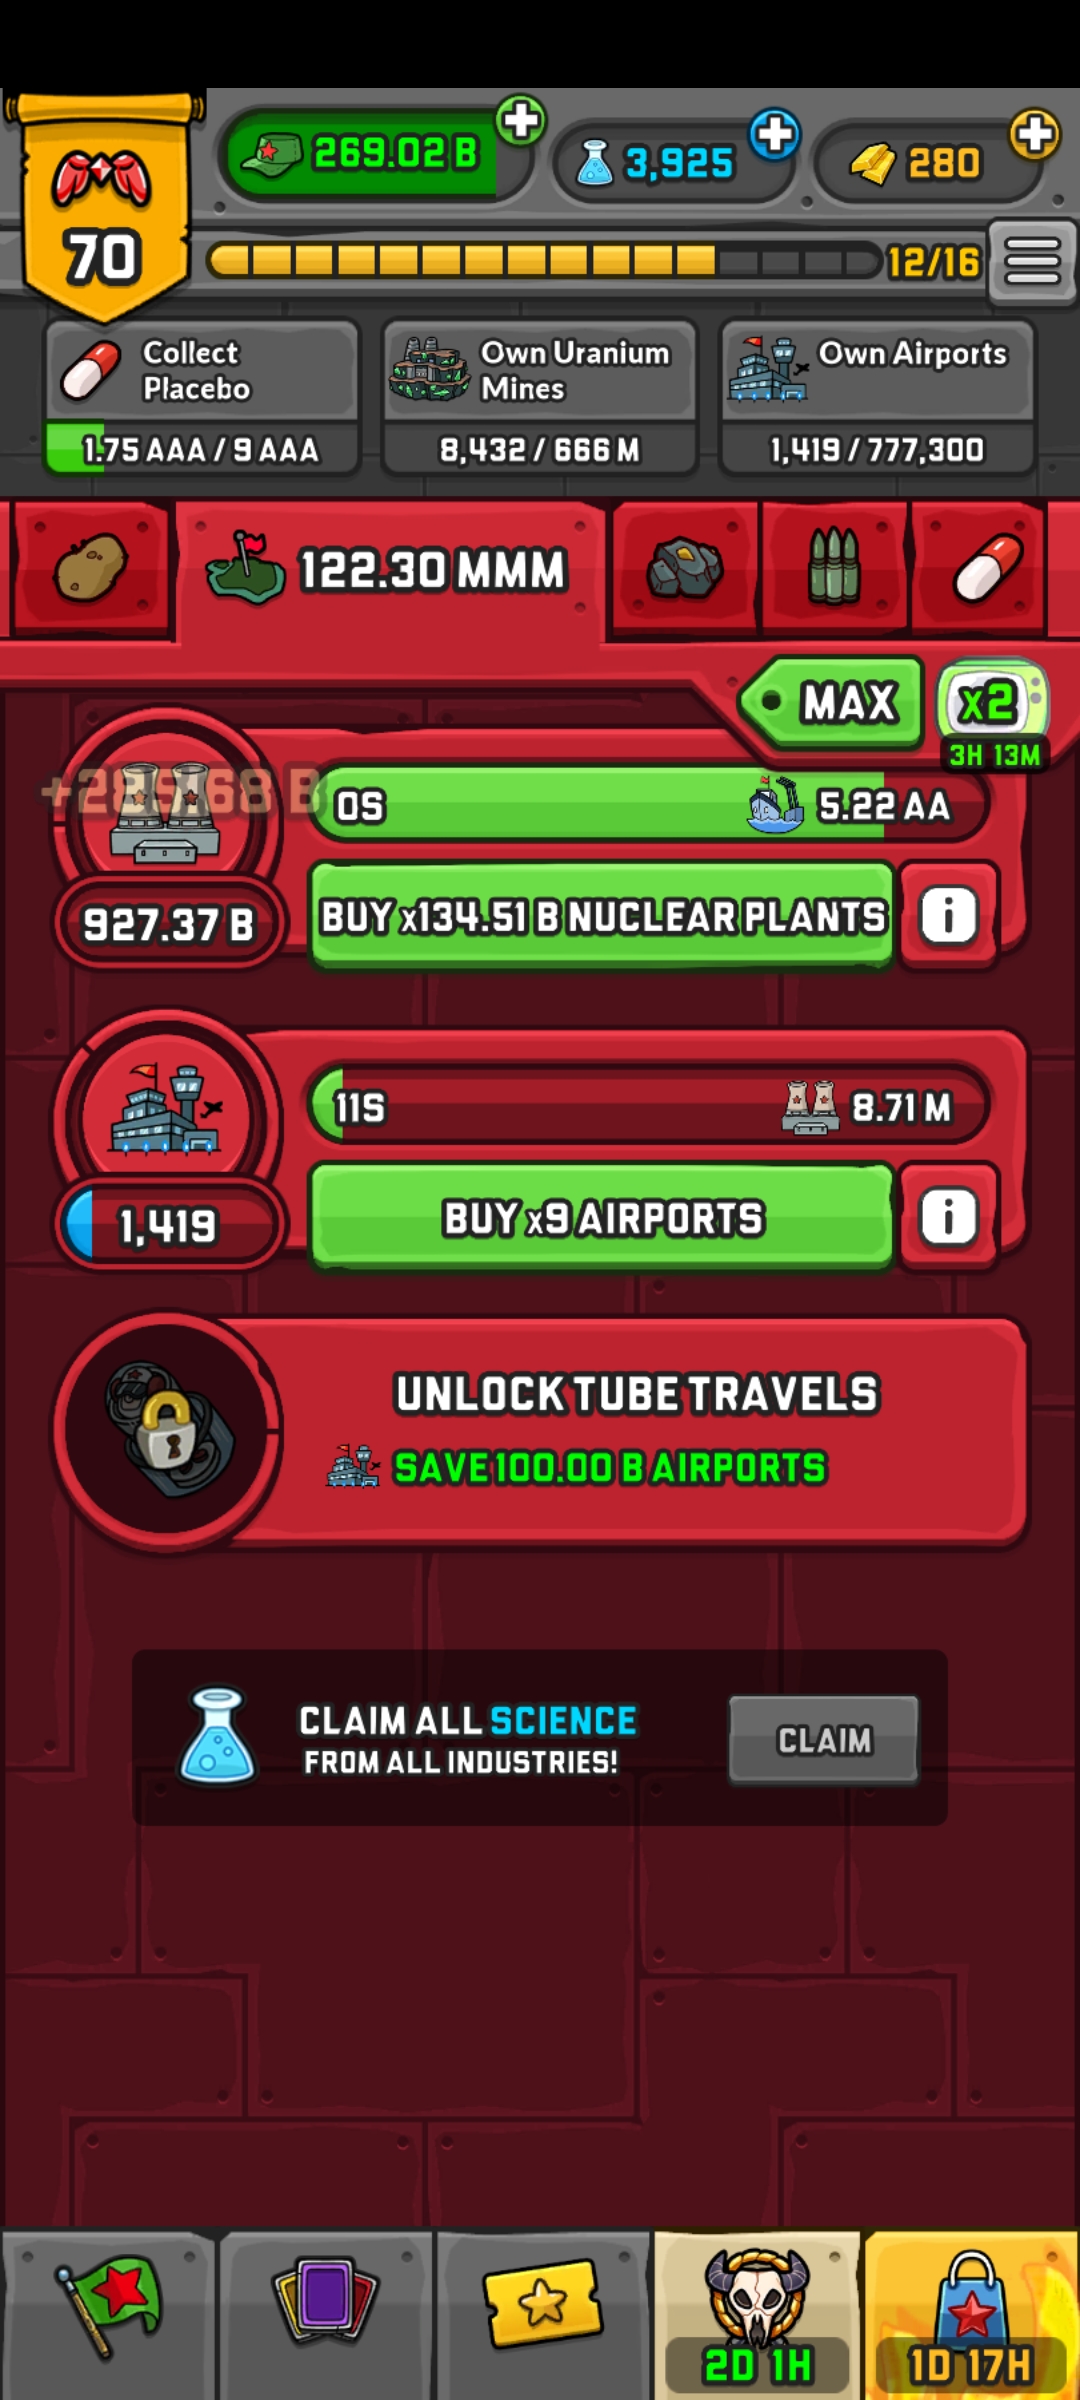 269.02 B
3,925
280
70
12/16
Collect
Placebo
1.75 AAA / 9 AAA
Own Uranium
Mines
8,432 / 666 M
Own Airports
1,419 / 777,300
122.30 MMM
MAX
x2
3H 13M
+285.68 B
0S
5.22 AA
927.37 B
BUY x134.51 B NUCLEAR PLANTS
i
11S
8.71 M
1,419
BUY x9 AIRPORTS
i
UNLOCK TUBE TRAVELS
SAVE 100.00 B AIRPORTS
CLAIM ALL SCIENCE
FROM ALL INDUSTRIES!
CLAIM
2D 1H
1D 17H